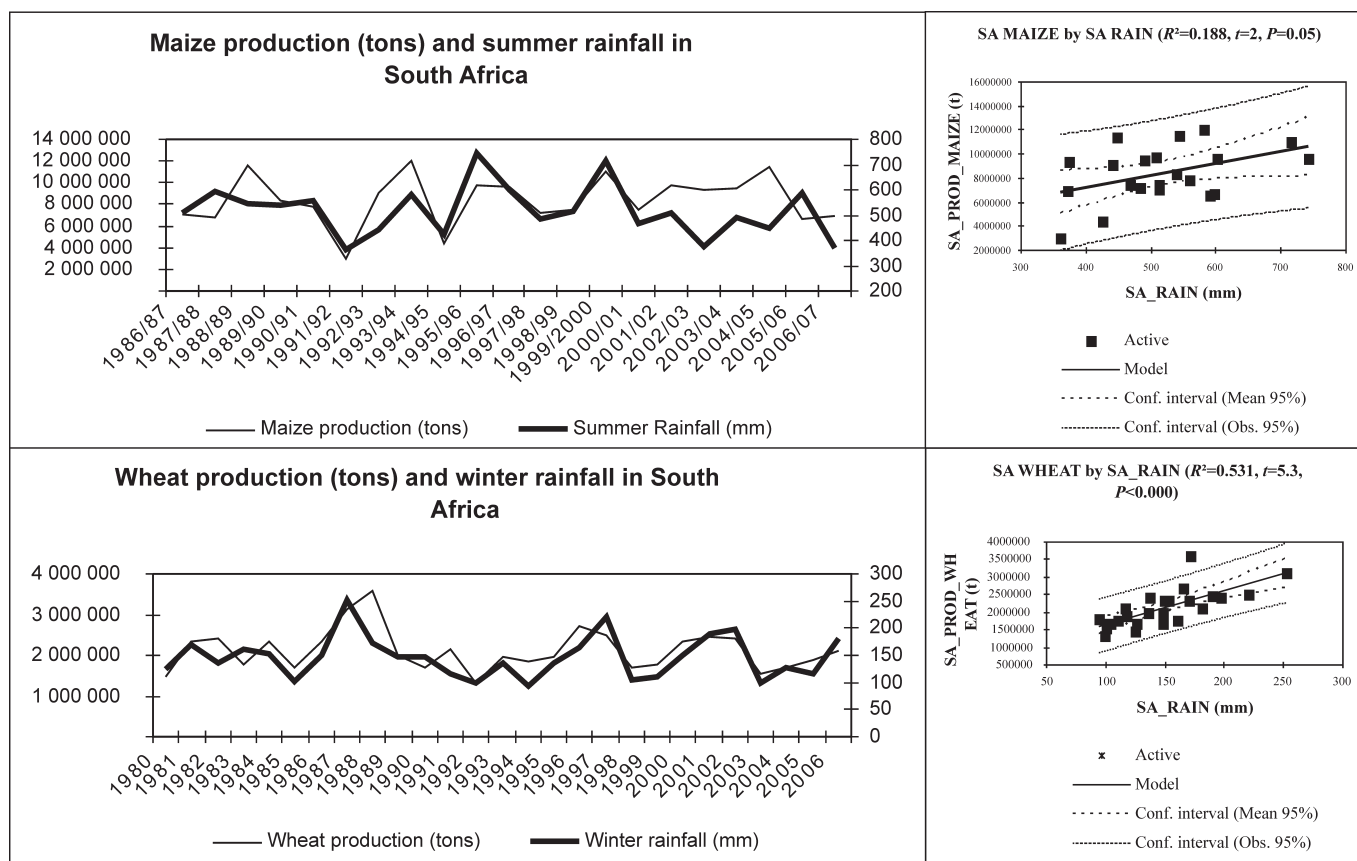 Maize production (tons) and summer rainfall in
South Africa
14 000 000
12 000 000
10 000 000
8 000 000
6 000 000
4 000 000
2 000 000
800
700
600
500
400
300
200
1986/87
1987/88
1988/89
1989/90
1990/91
1991/92
1992/93
1993/94
1994/95
1995/96
1996/97
1997/98
1998/99
1999/2000
2000/01
2001/02
2002/03
2003/04
2004/05
2005/06
2006/07
Maize production (tons)
Summer Rainfall (mm)
SA MAIZE by SA RAIN (R²=0.188, t=2, P=0.05)
SA_PROD_MAIZE (t)
16000000
14000000
12000000
10000000
8000000
6000000
4000000
2000000
300 400 500 600 700 800
SA_RAIN (mm)
Active
Model
Conf. interval (Mean 95%)
Conf. interval (Obs. 95%)
Wheat production (tons) and winter rainfall in South
Africa
4 000 000
3 000 000
2 000 000
1 000 000
300
250
200
150
100
50
0
1980
1981
1982
1983
1984
1985
1986
1987
1988
1989
1990
1991
1992
1993
1994
1995
1996
1997
1998
1999
2000
2001
2002
2003
2004
2005
2006
Wheat production (tons)
Winter rainfall (mm)
SA WHEAT by SA_RAIN (R²=0.531, t=5.3,
P<0.000)
SA_PROD_WH
EAT (t)
4000000
3500000
3000000
2500000
2000000
1500000
1000000
500000
50 100 150 200 250 300
SA_RAIN (mm)
Active
Model
Conf. interval (Mean 95%)
Conf. interval (Obs. 95%)